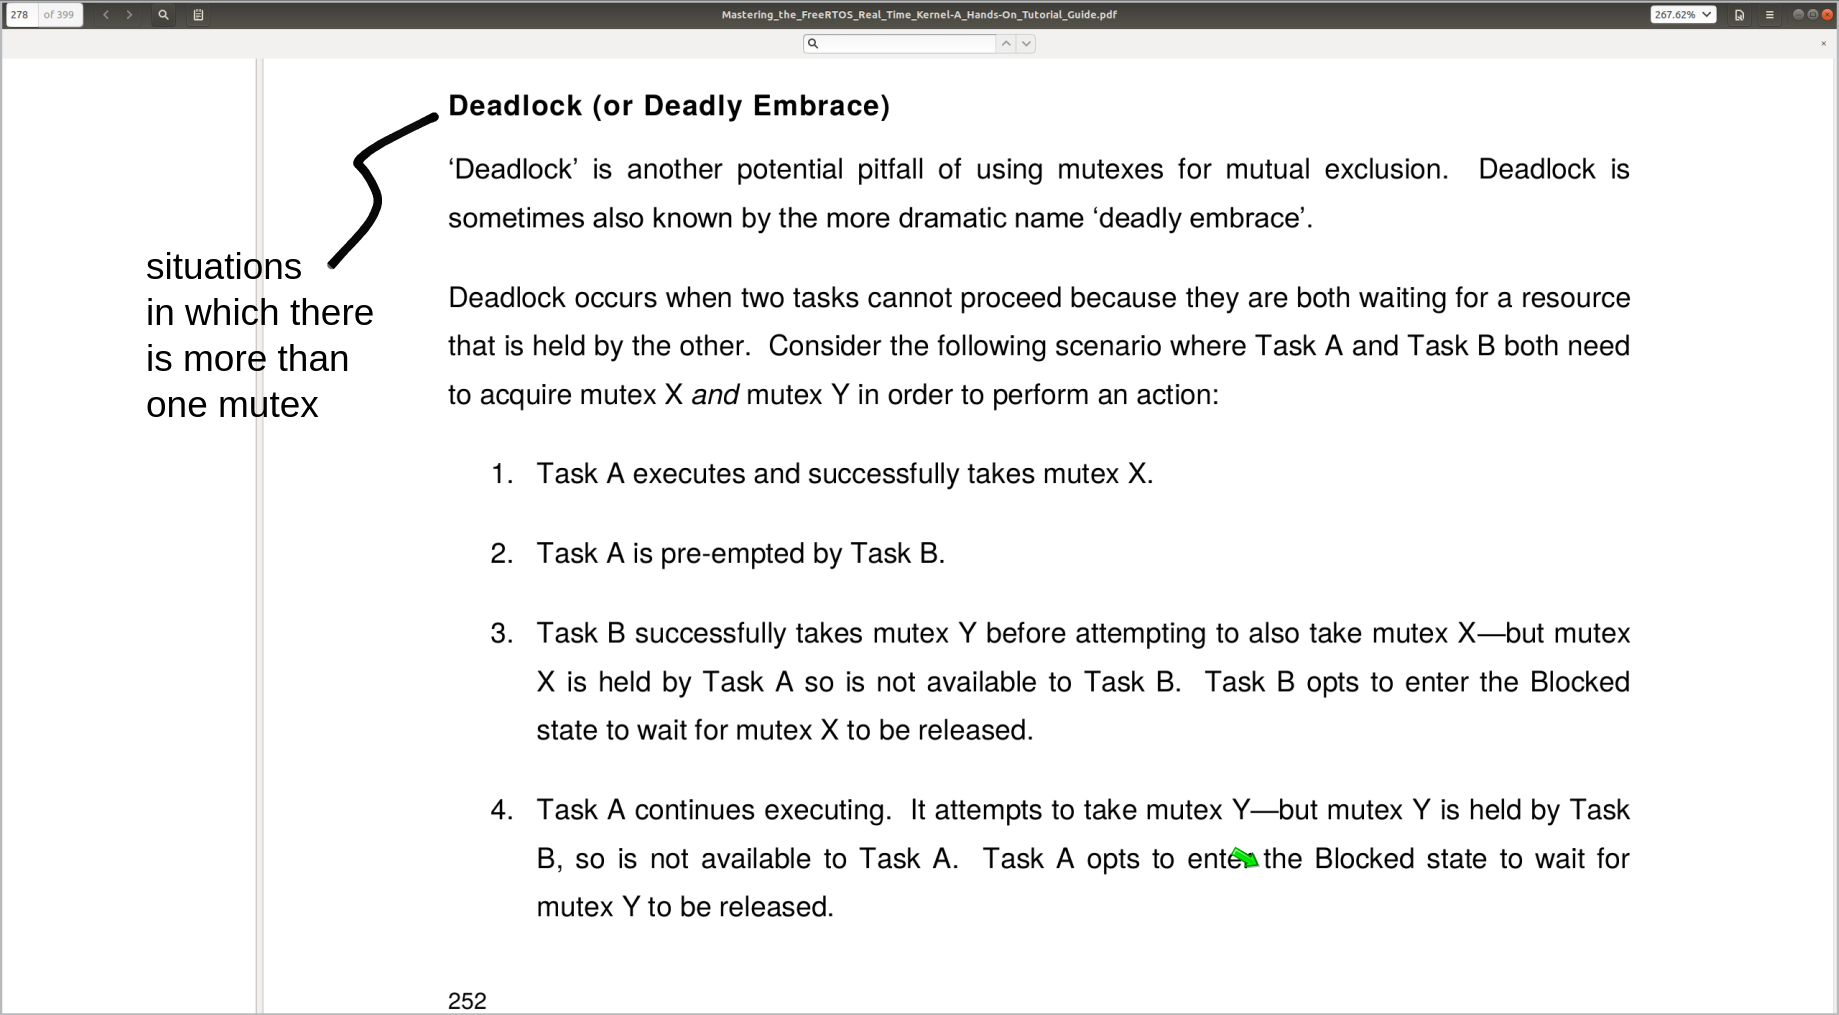 278 of 399
Mastering_the_FreeRTOS_Real_Time_Kernel-A_Hands-On_Tutorial_Guide.pdf
267.62%
Deadlock (or Deadly Embrace)
‘Deadlock’ is another potential pitfall of using mutexes for mutual exclusion. Deadlock is
sometimes also known by the more dramatic name ‘deadly embrace’.
situations
in which there
is more than
one mutex
Deadlock occurs when two tasks cannot proceed because they are both waiting for a resource
that is held by the other. Consider the following scenario where Task A and Task B both need
to acquire mutex X and mutex Y in order to perform an action:
1. Task A executes and successfully takes mutex X.
2. Task A is pre-empted by Task B.
3. Task B successfully takes mutex Y before attempting to also take mutex X—but mutex
X is held by Task A so is not available to Task B. Task B opts to enter the Blocked
state to wait for mutex X to be released.
4. Task A continues executing. It attempts to take mutex Y—but mutex Y is held by Task
B, so is not available to Task A. Task A opts to enter the Blocked state to wait for
mutex Y to be released.
252